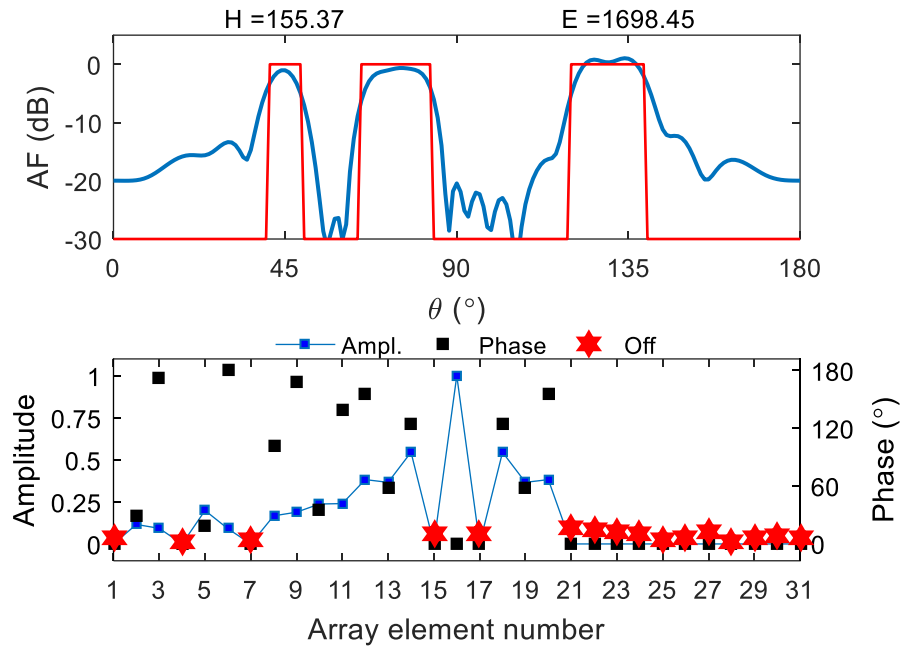 H =155.37 E =1698.45
0
-10
-20
-30
AF (dB)
0 45 90 135 180
θ (°)
Ampl. Phase Off
1
0.75
0.5
0.25
0
Amplitude
180
120
60
0
Phase (°)
1 3 5 7 9 11 13 15 17 19 21 23 25 27 29 31
Array element number